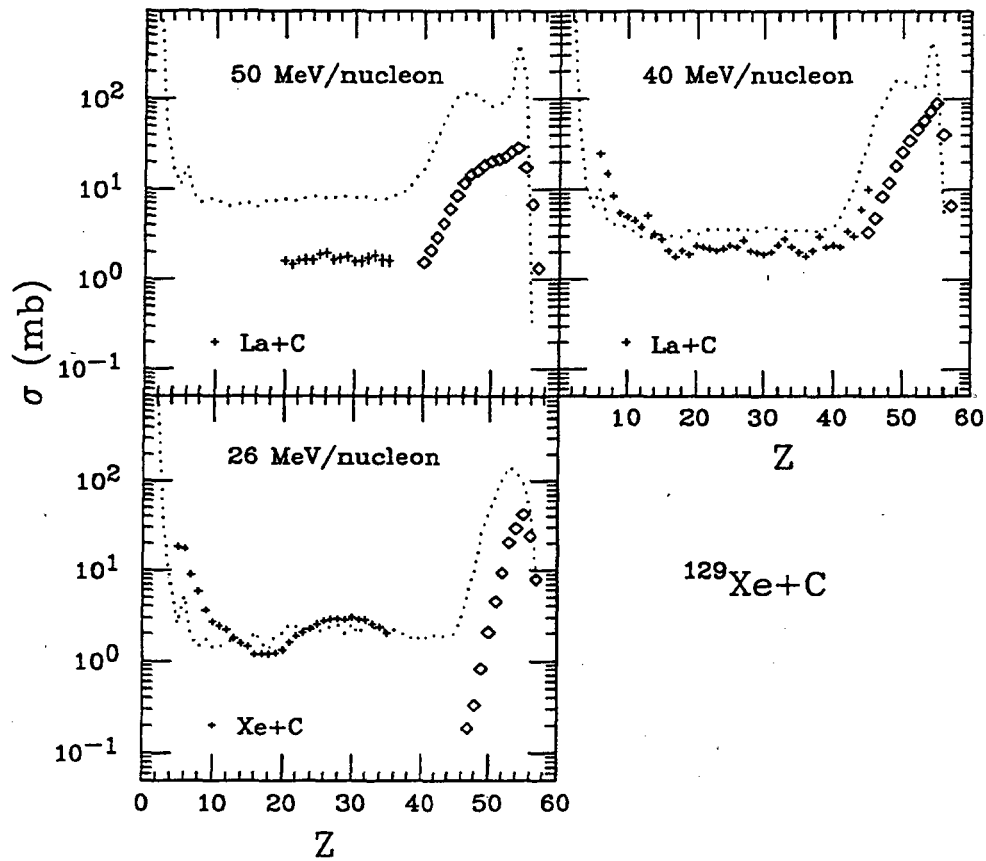 50 MeV/nucleon
40 MeV/nucleon
10²
10¹
10⁰
10⁻¹
σ (mb)
+ La+C
+ La+C
10 20 30 40 50 60
Z
26 MeV/nucleon
10²
10¹
10⁰
10⁻¹
+ Xe+C
¹²⁹Xe+C
0 10 20 30 40 50 60
Z